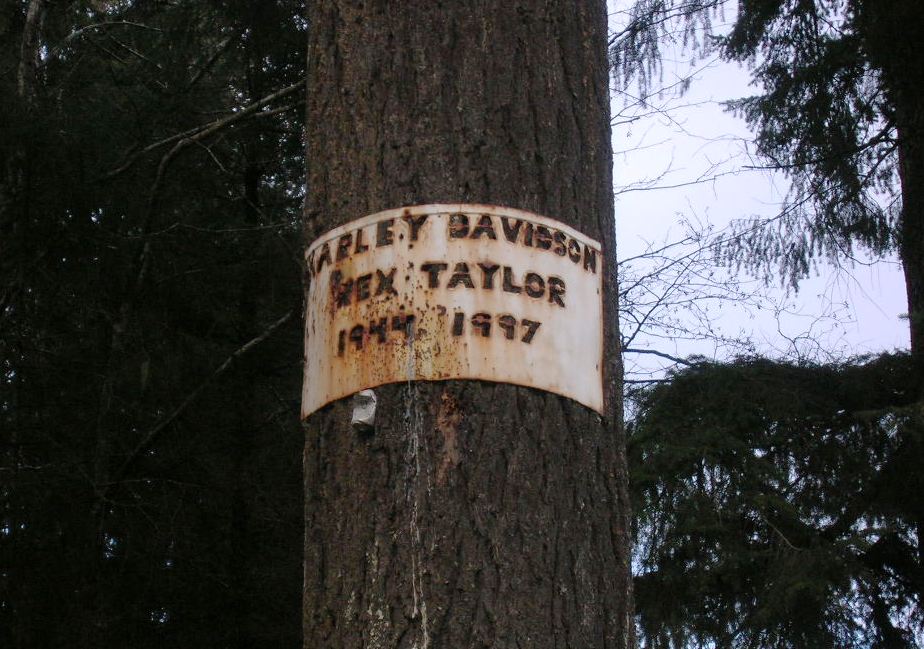 HARLEY DAVIDSON
REX TAYLOR
1944. 1997